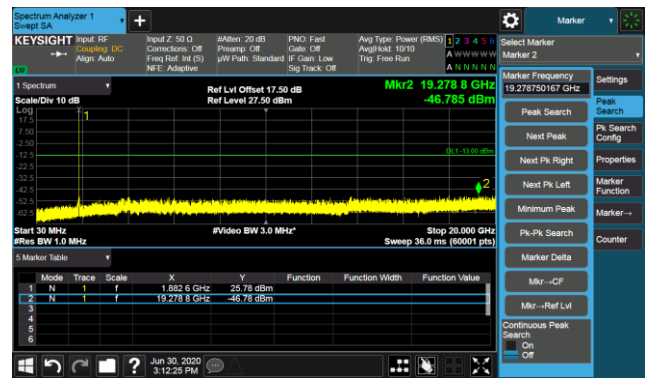 Spectrum Analyzer 1
Swept SA
Marker
KEYSIGHT
Input: RF
Coupling: DC
Align: Auto
Input Z: 50 Ω
Corrections: Off
Freq Ref: Int (S)
NFE: Adaptive
#Atten: 20 dB
Preamp: Off
µW Path: Standard
PNO: Fast
Gate: Off
IF Gain: Low
Sig Track: Off
Avg Type: Power (RMS)
Avg|Hold: 10/10
Trig: Free Run
1 2 3 4 5 6
A W W W W W
A N N N N N
Select Marker
Marker 2
1 Spectrum
Scale/Div 10 dB
Ref Lvl Offset 17.50 dB
Ref Level 27.50 dBm
Mkr2 19.278 8 GHz
-46.785 dBm
Log
17.5
7.50
-2.50
-12.5
-22.5
-32.5
-42.5
-52.5
-62.5
1
DL1 -13.00 dBm
2
Start 30 MHz
#Res BW 1.0 MHz
#Video BW 3.0 MHz*
Stop 20.000 GHz
Sweep 36.0 ms (60001 pts)
5 Marker Table
Mode Trace Scale X Y Function Function Width Function Value
1 N 1 f 1.882 6 GHz 25.78 dBm
2 N 1 f 19.278 8 GHz -46.78 dBm
3
4
5
6
Marker Frequency
19.278750167 GHz
Peak Search
Next Peak
Next Pk Right
Next Pk Left
Minimum Peak
Pk-Pk Search
Marker Delta
Mkr→CF
Mkr→Ref Lvl
Continuous Peak
Search
On
Off
Settings
Peak
Search
Pk Search
Config
Properties
Marker
Function
Marker→
Counter
?
Jun 30, 2020
3:12:25 PM